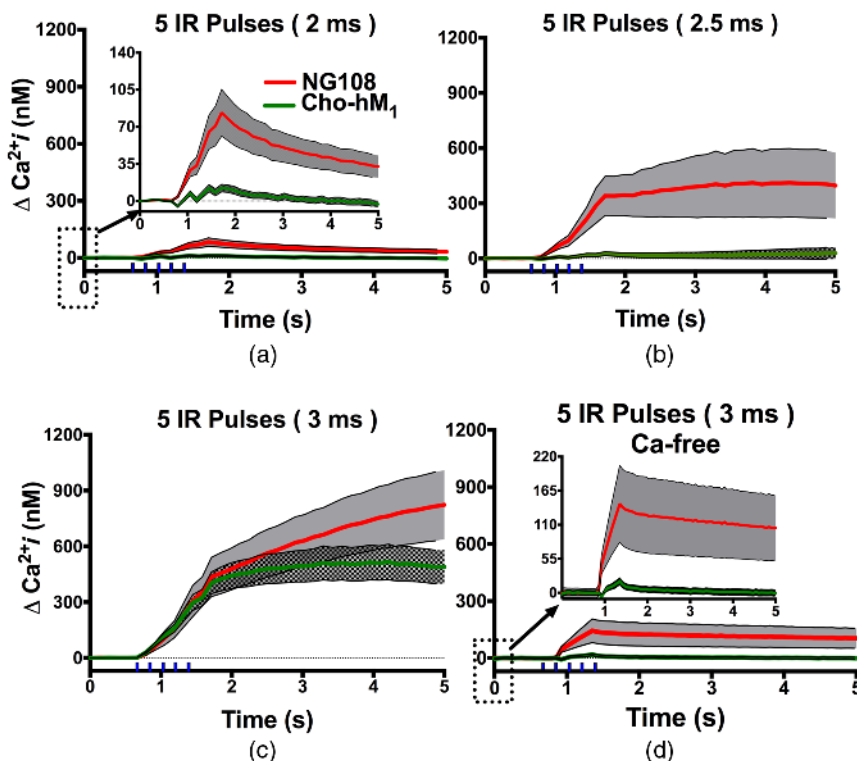 5 IR Pulses ( 2 ms )
1200
900
600
300
0
Δ Ca²⁺i (nM)
140
105
70
35
0
0 1 2 3 4 5
NG108
Cho-hM₁
0 1 2 3 4 5
Time (s)
(a)
5 IR Pulses ( 2.5 ms )
1200
900
600
300
0
0 1 2 3 4 5
Time (s)
(b)
5 IR Pulses ( 3 ms )
1200
900
600
300
0
Δ Ca²⁺i (nM)
0 1 2 3 4 5
Time (s)
(c)
5 IR Pulses ( 3 ms )
Ca-free
1200
900
600
300
0
220
165
110
55
0
1 2 3 4 5
0 1 2 3 4 5
Time (s)
(d)